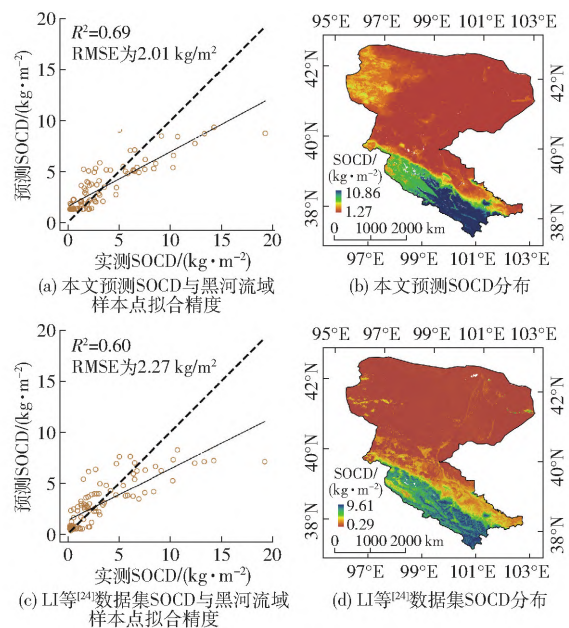 R²=0.69
RMSE为2.01 kg/m²
预测SOCD/(kg·m⁻²)
20
15
10
5
0
0 5 10 15 20
实测SOCD/(kg·m⁻²)
(a) 本文预测SOCD与黑河流域
样本点拟合精度
95°E 97°E 99°E 101°E 103°E
42°N
40°N
38°N
42°N
40°N
38°N
SOCD/
(kg·m⁻²)
10.86
1.27
0 1000 2000 km
97°E 99°E 101°E
(b) 本文预测SOCD分布
R²=0.60
RMSE为2.27 kg/m²
预测SOCD/(kg·m⁻²)
20
15
10
5
0
0 5 10 15 20
实测SOCD/(kg·m⁻²)
(c) LI等[24]数据集SOCD与黑河流域
样本点拟合精度
95°E 97°E 99°E 101°E 103°E
42°N
40°N
38°N
42°N
40°N
38°N
SOCD/
(kg·m⁻²)
9.61
0.29
0 1000 2000 km
97°E 99°E 101°E
(d) LI等[24]数据集SOCD分布